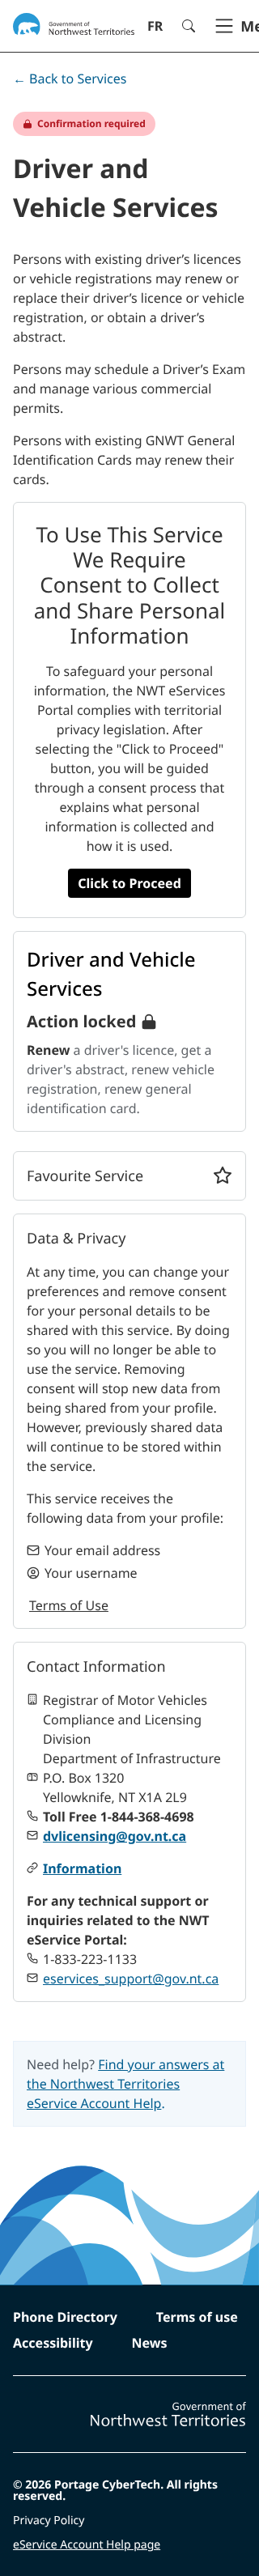 Government of
Northwest Territories
FR
Me
← Back to Services
Confirmation required
Driver and
Vehicle Services
Persons with existing driver’s licences
or vehicle registrations may renew or
replace their driver’s licence or vehicle
registration, or obtain a driver’s
abstract.
Persons may schedule a Driver’s Exam
and manage various commercial
permits.
Persons with existing GNWT General
Identification Cards may renew their
cards.
To Use This Service
We Require
Consent to Collect
and Share Personal
Information
To safeguard your personal
information, the NWT eServices
Portal complies with territorial
privacy legislation. After
selecting the "Click to Proceed"
button, you will be guided
through a consent process that
explains what personal
information is collected and
how it is used.
Click to Proceed
Driver and Vehicle
Services
Action locked
Renew a driver's licence, get a
driver's abstract, renew vehicle
registration, renew general
identification card.
Favourite Service
Data & Privacy
At any time, you can change your
preferences and remove consent
for your personal details to be
shared with this service. By doing
so you will no longer be able to
use the service. Removing
consent will stop new data from
being shared from your profile.
However, previously shared data
will continue to be stored within
the service.
This service receives the
following data from your profile:
Your email address
Your username
Terms of Use
Contact Information
Registrar of Motor Vehicles
Compliance and Licensing
Division
Department of Infrastructure
P.O. Box 1320
Yellowknife, NT X1A 2L9
Toll Free 1-844-368-4698
dvlicensing@gov.nt.ca
Information
For any technical support or
inquiries related to the NWT
eService Portal:
1-833-223-1133
eservices_support@gov.nt.ca
Need help? Find your answers at
the Northwest Territories
eService Account Help.
Phone Directory
Terms of use
Accessibility
News
Government of
Northwest Territories
© 2026 Portage CyberTech. All rights
reserved.
Privacy Policy
eService Account Help page